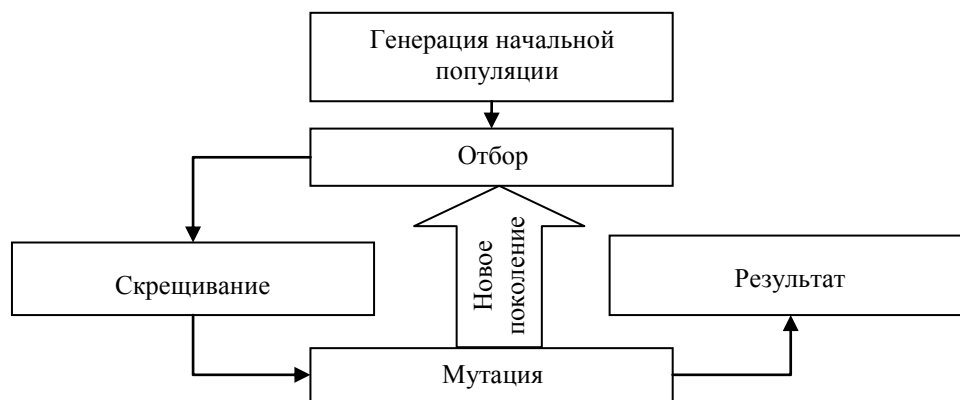 Генерация начальной
популяции
Отбор
Скрещивание
Новое
поколение
Результат
Мутация